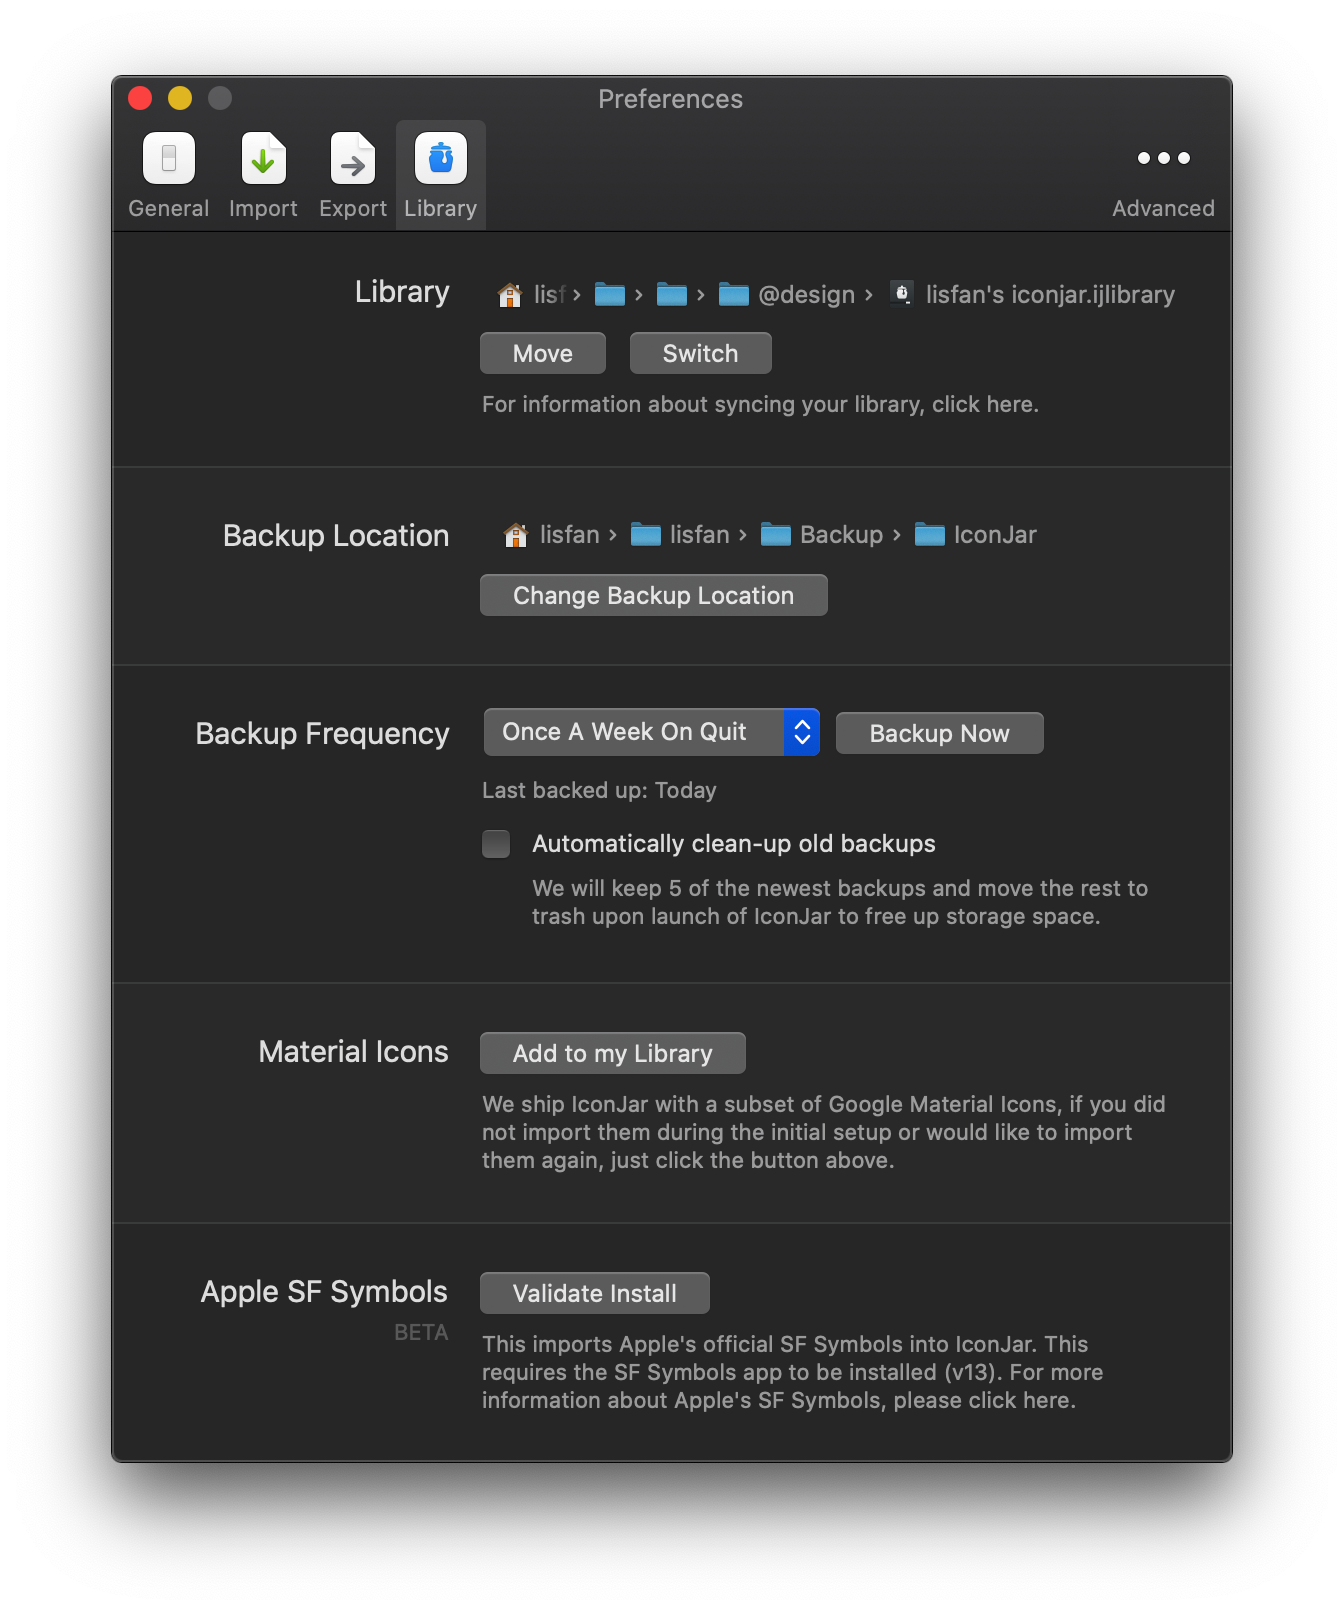 Preferences
General Import Export Library Advanced
Library lisf › › › @design › lisfan's iconjar.ijlibrary
Move Switch
For information about syncing your library, click here.
Backup Location lisfan › lisfan › Backup › IconJar
Change Backup Location
Backup Frequency Once A Week On Quit Backup Now
Last backed up: Today
Automatically clean-up old backups
We will keep 5 of the newest backups and move the rest to
trash upon launch of IconJar to free up storage space.
Material Icons Add to my Library
We ship IconJar with a subset of Google Material Icons, if you did
not import them during the initial setup or would like to import
them again, just click the button above.
Apple SF Symbols Validate Install
BETA
This imports Apple's official SF Symbols into IconJar. This
requires the SF Symbols app to be installed (v13). For more
information about Apple's SF Symbols, please click here.